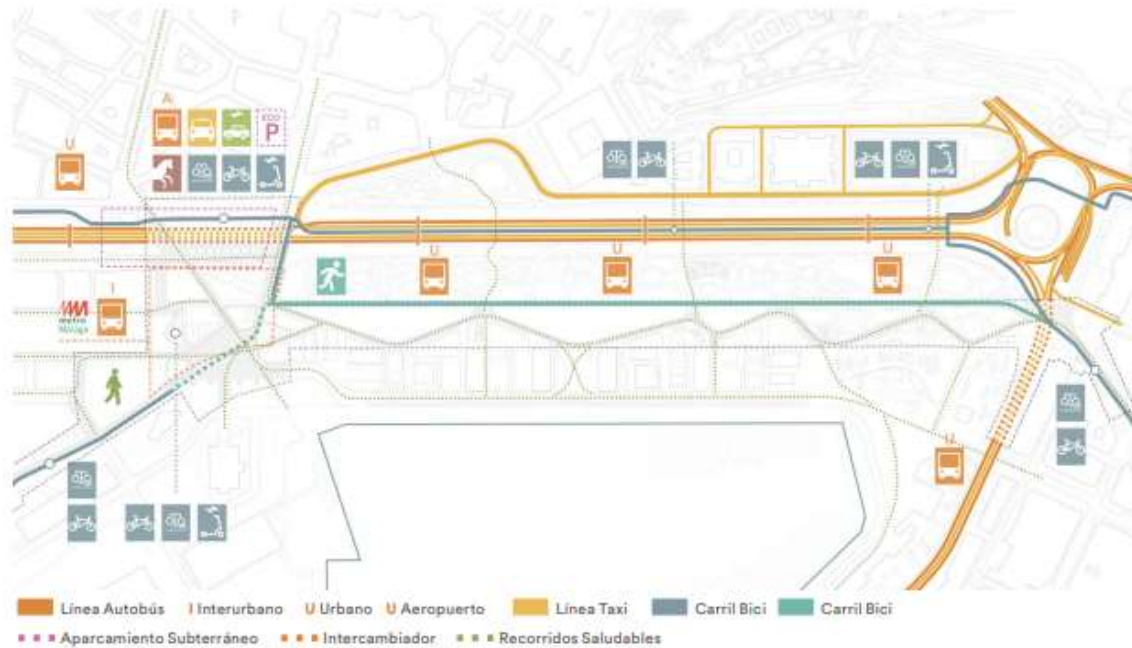 A
ECO
P
U
U
U
U
I
metro
Málaga
U
Línea Autobús I Interurbano U Urbano U Aeropuerto Línea Taxi Carril Bici Carril Bici
Aparcamiento Subterráneo Intercambiador Recorridos Saludables